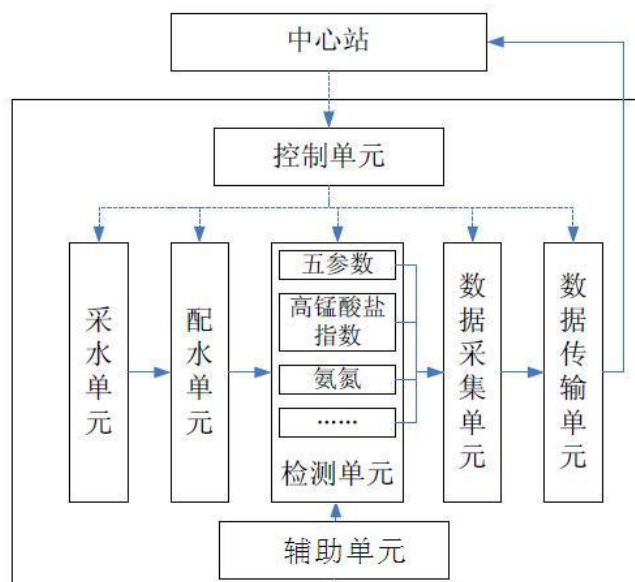 中心站
控制单元
采水单元
配水单元
五参数
高锰酸盐
指数
氨氮
……
检测单元
数据采集单元
数据传输单元
辅助单元